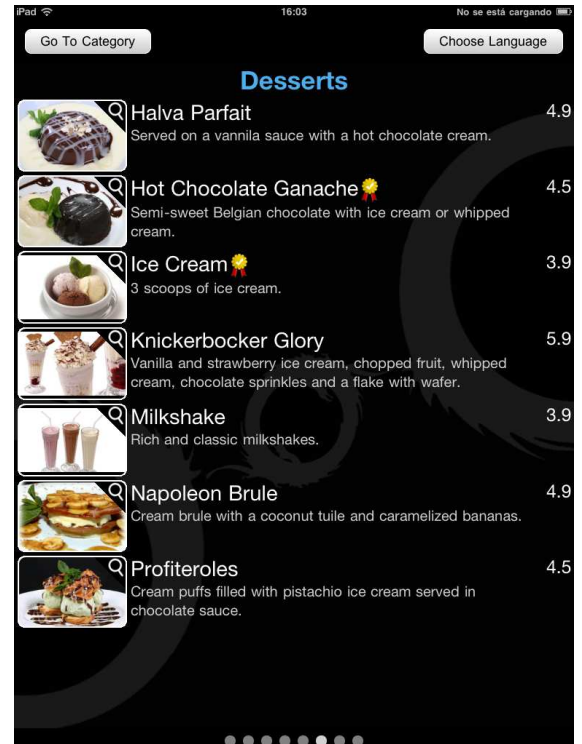 iPad 16:03 No se está cargando
Go To Category Choose Language
Desserts
Halva Parfait 4.9
Served on a vannila sauce with a hot chocolate cream.
Hot Chocolate Ganache 4.5
Semi-sweet Belgian chocolate with ice cream or whipped
cream.
Ice Cream 3.9
3 scoops of ice cream.
Knickerbocker Glory 5.9
Vanilla and strawberry ice cream, chopped fruit, whipped
cream, chocolate sprinkles and a flake with wafer.
Milkshake 3.9
Rich and classic milkshakes.
Napoleon Brule 4.9
Cream brule with a coconut tuile and caramelized bananas.
Profiteroles 4.5
Cream puffs filled with pistachio ice cream served in
chocolate sauce.